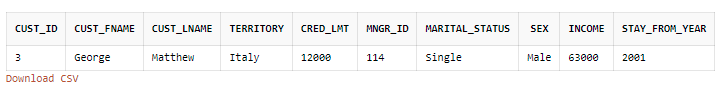 CUST_ID CUST_FNAME CUST_LNAME TERRITORY CRED_LMT MNGR_ID MARITAL_STATUS SEX INCOME STAY_FROM_YEAR
3 George Matthew Italy 12000 114 Single Male 63000 2001
Download CSV